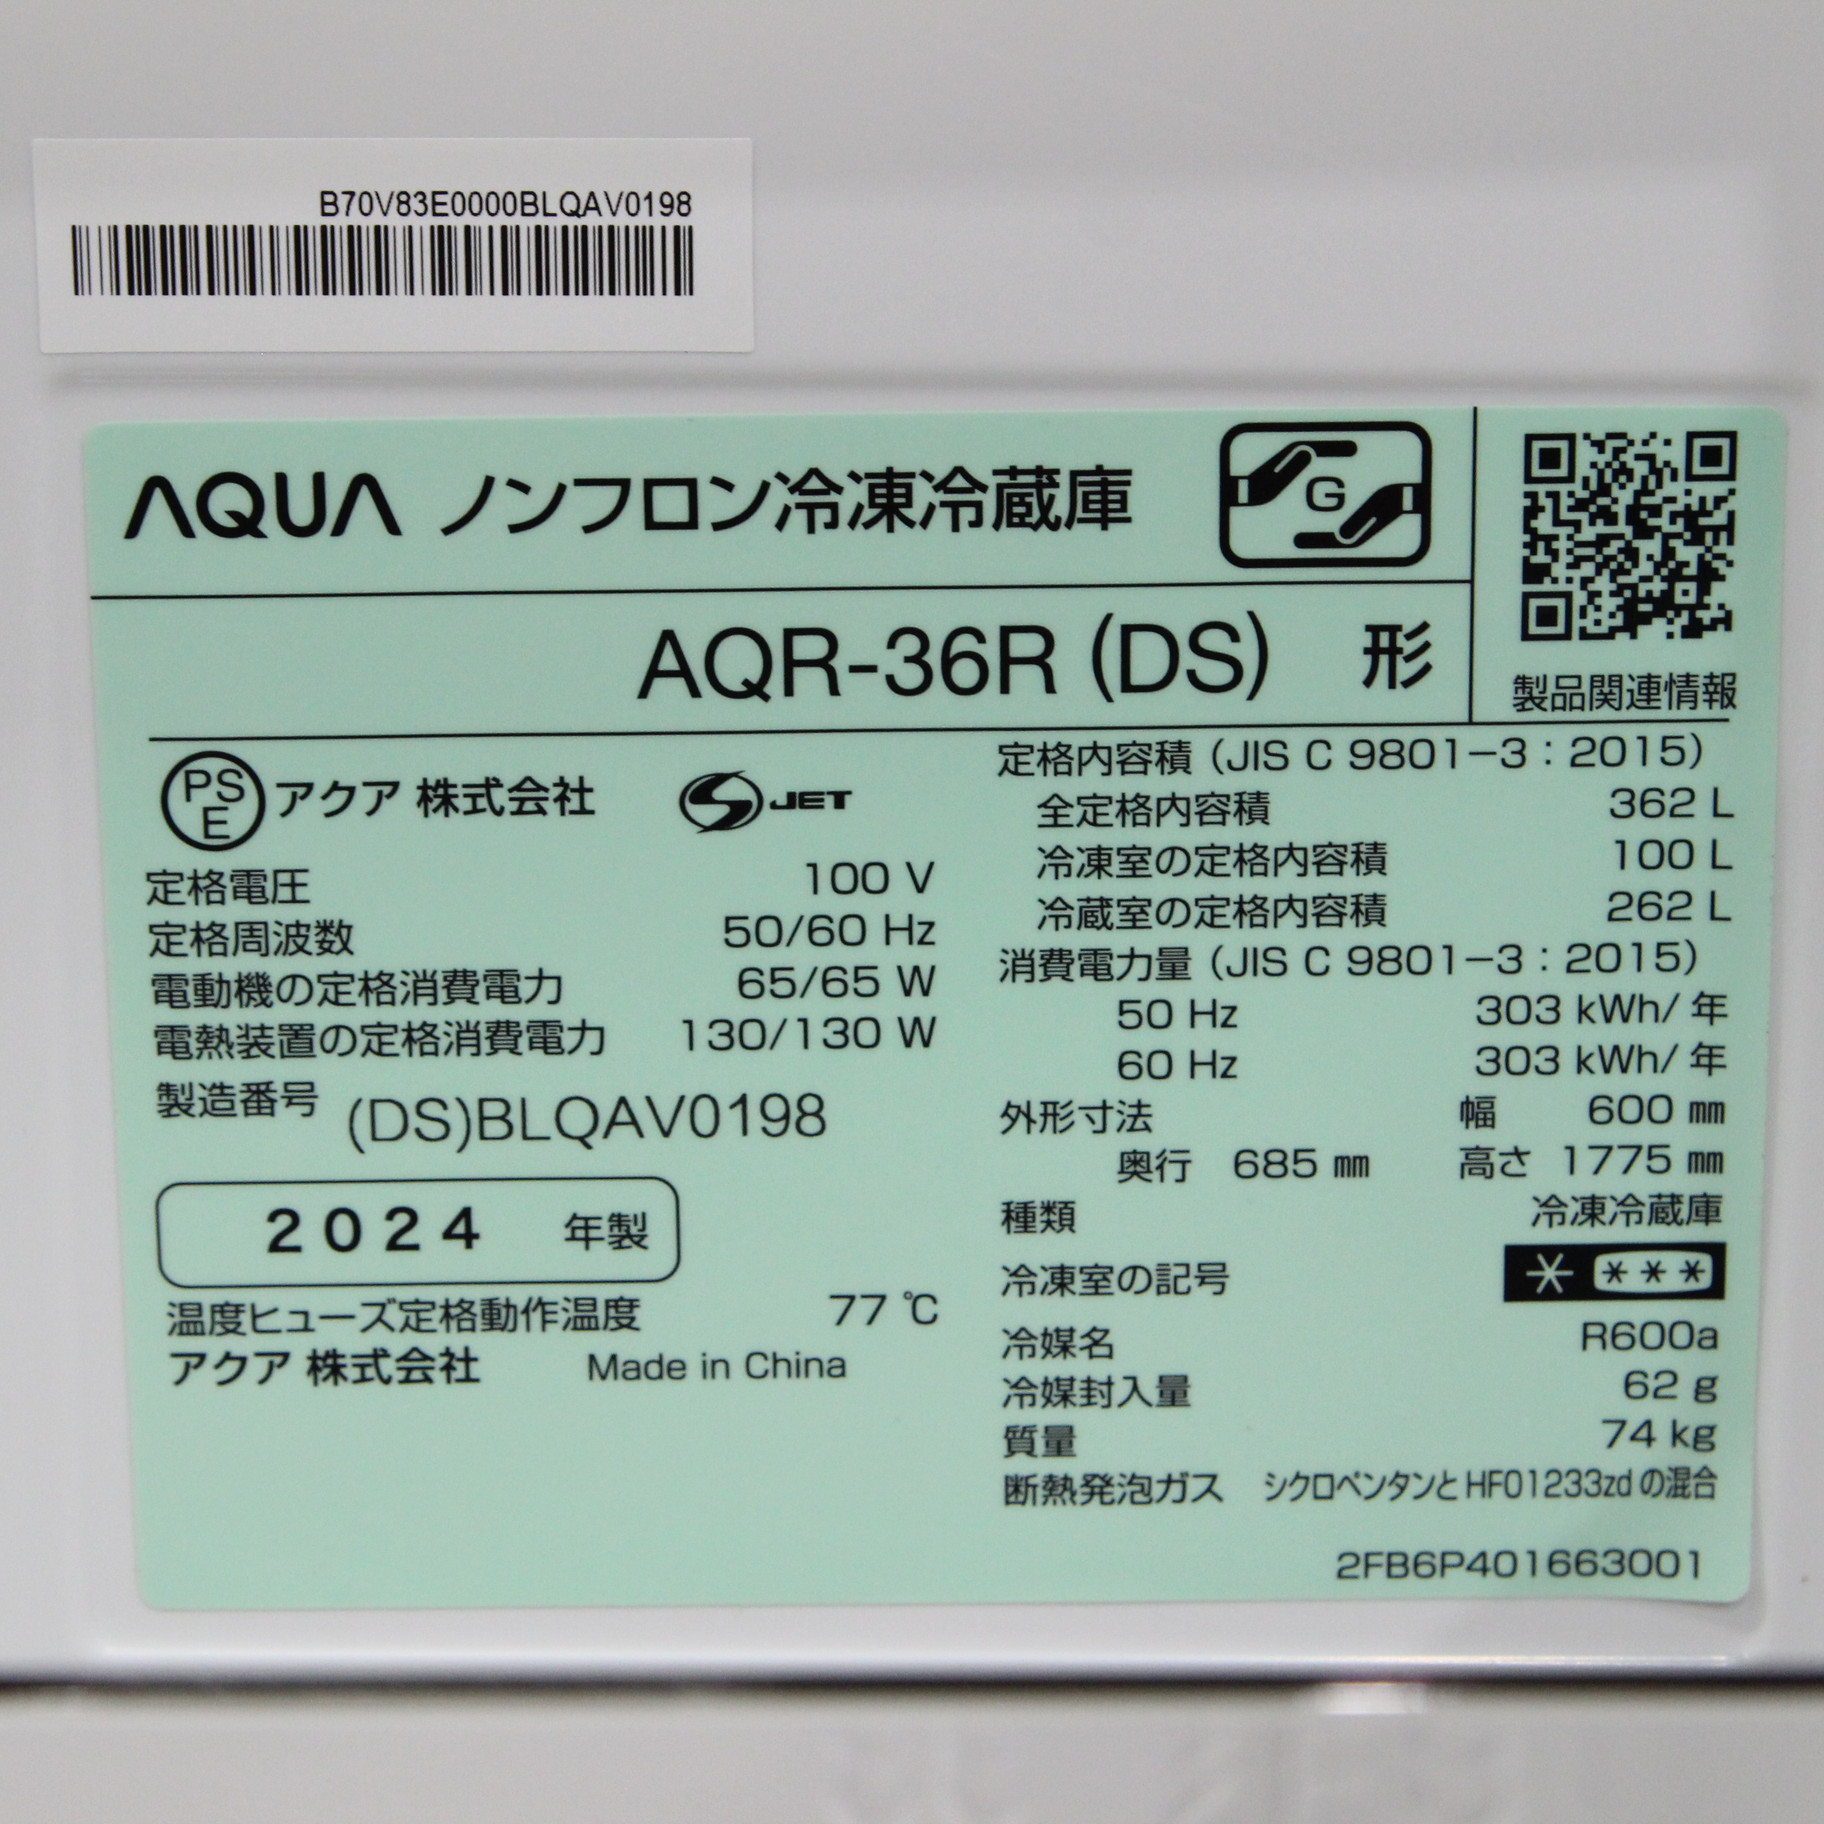 B70V83E0000BLQAV0198
AQUA ノンフロン冷凍冷蔵庫
G
AQR-36R (DS) 形
製品関連情報
PS
E
アクア 株式会社
S JET
定格電圧 100 V
定格周波数 50/60 Hz
電動機の定格消費電力 65/65 W
電熱装置の定格消費電力 130/130 W
製造番号 (DS)BLQAV0198
2024 年製
温度ヒューズ定格動作温度 77 ℃
アクア 株式会社 Made in China
定格内容積 (JIS C 9801-3 : 2015)
全定格内容積 362 L
冷凍室の定格内容積 100 L
冷蔵室の定格内容積 262 L
消費電力量 (JIS C 9801-3 : 2015)
50 Hz 303 kWh/ 年
60 Hz 303 kWh/ 年
外形寸法 幅 600 ㎜
奥行 685 ㎜ 高さ 1775 ㎜
種類 冷凍冷蔵庫
冷凍室の記号
冷媒名 R600a
冷媒封入量 62 g
質量 74 kg
断熱発泡ガス シクロペンタンとHFO1233zdの混合
2FB6P401663001